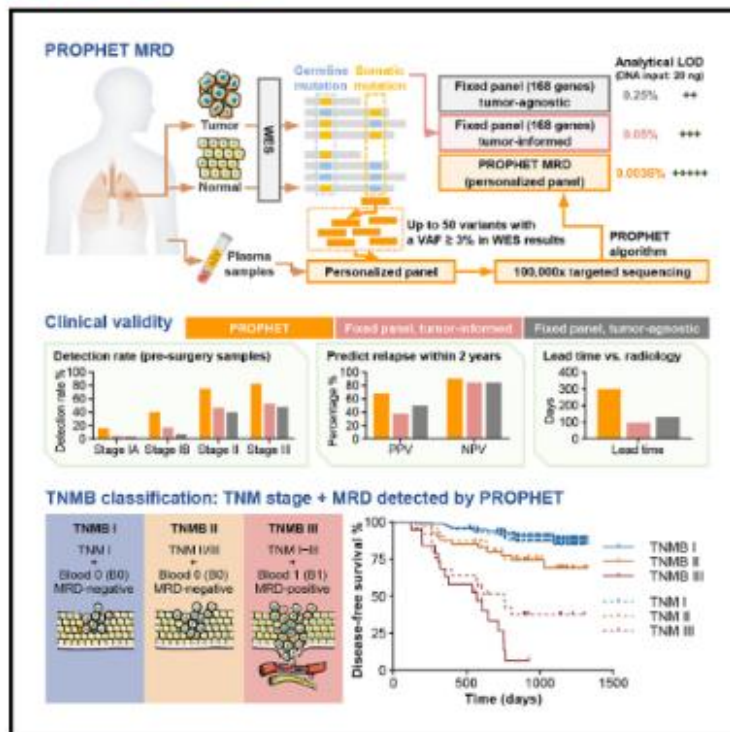 PROPHET MRD
Analytical LOD
(DNA input: 20 ng)
Germline mutation
Somatic mutation
Tumor
Normal
WES
Fixed panel (168 genes)
tumor-agnostic
0.25% ++
Fixed panel (168 genes)
tumor-informed
0.05% +++
PROPHET MRD
(personalized panel)
0.0036% +++++
Up to 50 variants with
a VAF ≥ 3% in WES results
PROPHET
algorithm
Plasma
samples
Personalized panel
100,000x targeted sequencing
Clinical validity
PROPHET
Fixed panel, tumor-informed
Fixed panel, tumor-agnostic
Detection rate (pre-surgery samples)
Detection rate %
100
80
60
40
20
0
Stage IA Stage IB Stage II Stage III
Predict relapse within 2 years
Percentage %
100
80
60
40
20
0
PPV NPV
Lead time vs. radiology
Days
400
300
200
100
0
Lead time
TNMB classification: TNM stage + MRD detected by PROPHET
TNMB I
TNM I
+
Blood 0 (B0)
MRD-negative
TNMB II
TNM II/III
+
Blood 0 (B0)
MRD-negative
TNMB III
TNM I–III
+
Blood 1 (B1)
MRD-positive
Disease-free survival %
100
75
50
25
0
0 500 1000 1500
Time (days)
TNMB I
TNMB II
TNMB III
TNM I
TNM II
TNM III